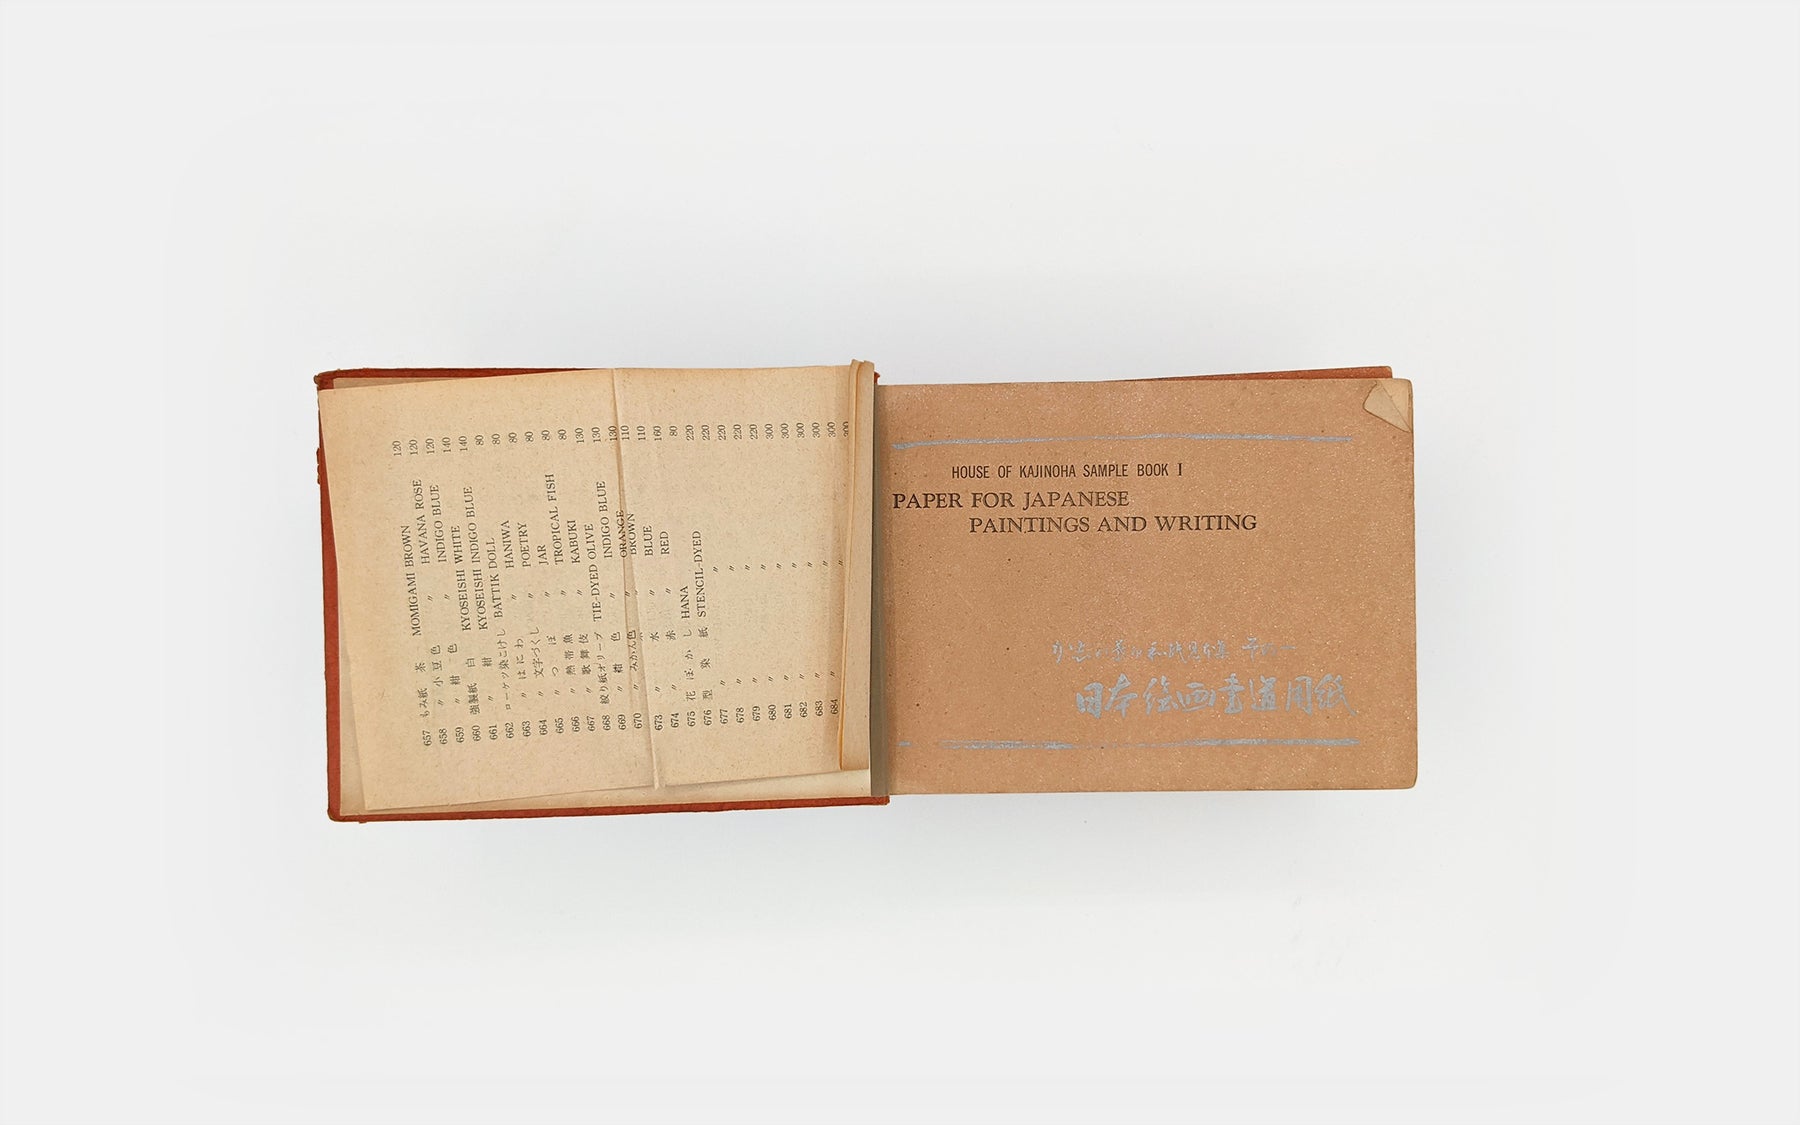 657 もみ紙 茶 MOMIGAMI BROWN 120
658 〃 小豆色 〃 HAVANA ROSE 120
659 〃 紺色 〃 INDIGO BLUE 120
660 強製紙 白 KYOSEISHI WHITE 140
661 〃 紺 KYOSEISHI INDIGO BLUE 140
662 ローケツ染こけし BATTIK DOLL 80
663 〃 はにわ 〃 HANIWA 80
664 〃 文字づくし 〃 POETRY 80
665 〃 つぼ 〃 JAR 80
666 〃 熱帯魚 〃 TROPICAL FISH 80
667 〃 歌舞伎 〃 KABUKI 80
668 絞り紙オリーブ TIE-DYED OLIVE 130
669 〃 紺色 〃 INDIGO BLUE 130
670 〃 みかん色 〃 ORANGE 130
BROWN 110
673 〃 水 〃 BLUE 160
674 〃 赤 〃 RED 80
675 花ぼかし HANA 220
676 型染紙 STENCIL-DYED 220
677 〃 〃 220
678 〃 〃 220
679 〃 〃 220
680 〃 〃 300
681 〃 〃 300
682 〃 〃 300
683 〃 〃 300
684 〃 〃 300
HOUSE OF KAJINOHA SAMPLE BOOK I
PAPER FOR JAPANESE
PAINTINGS AND WRITING
日本絵画書道用紙